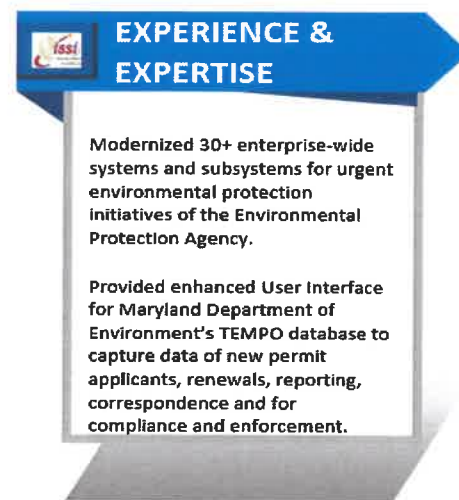 issi
EXPERIENCE &
EXPERTISE
Modernized 30+ enterprise-wide
systems and subsystems for urgent
environmental protection
initiatives of the Environmental
Protection Agency.
Provided enhanced User Interface
for Maryland Department of
Environment's TEMPO database to
capture data of new permit
applicants, renewals, reporting,
correspondence and for
compliance and enforcement.